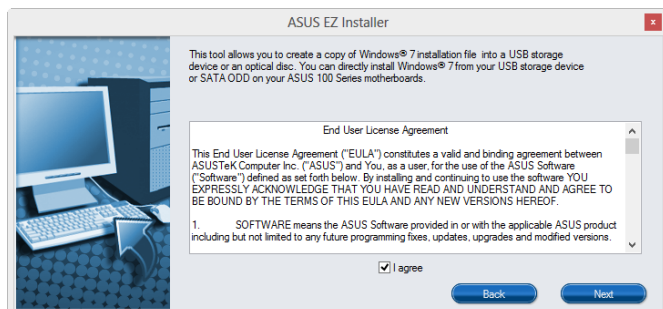 ASUS EZ Installer
x
This tool allows you to create a copy of Windows® 7 installation file into a USB storage
device or an optical disc. You can directly install Windows® 7 from your USB storage device
or SATA ODD on your ASUS 100 Series motherboards.
End User License Agreement
This End User License Agreement ("EULA") constitutes a valid and binding agreement between
ASUSTeK Computer Inc. ("ASUS") and You, as a user, for the use of the ASUS Software
("Software") defined as set forth below. By installing and continuing to use the software YOU
EXPRESSLY ACKNOWLEDGE THAT YOU HAVE READ AND UNDERSTAND AND AGREE TO
BE BOUND BY THE TERMS OF THIS EULA AND ANY NEW VERSIONS HEREOF.
1. SOFTWARE means the ASUS Software provided in or with the applicable ASUS product
including but not limited to any future programming fixes, updates, upgrades and modified versions.
I agree
Back Next